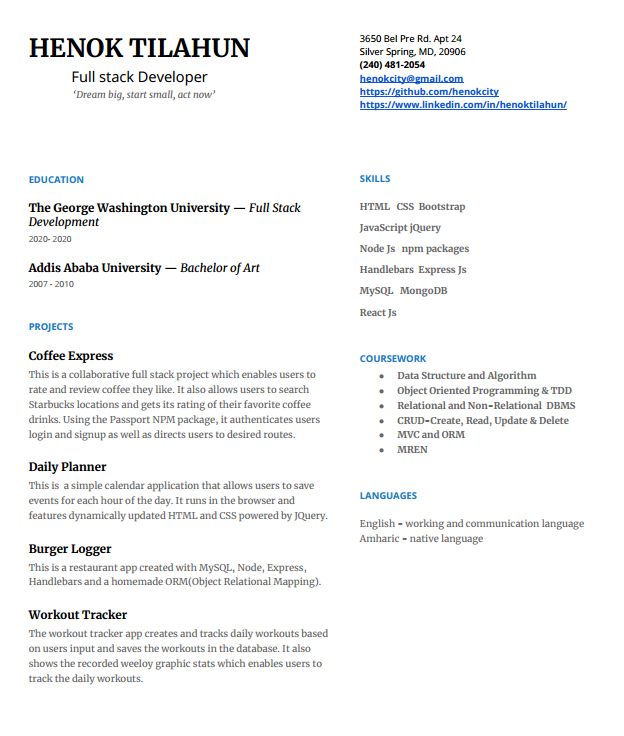 HENOK TILAHUN
Full stack Developer
‘Dream big, start small, act now’
3650 Bel Pre Rd. Apt 24
Silver Spring, MD, 20906
(240) 481-2054
henokcity@gmail.com
https://github.com/henokcity
https://www.linkedin.com/in/henoktilahun/
EDUCATION
The George Washington University — Full Stack
Development
2020- 2020
Addis Ababa University — Bachelor of Art
2007 - 2010
PROJECTS
Coffee Express
This is a collaborative full stack project which enables users to
rate and review coffee they like. It also allows users to search
Starbucks locations and gets its rating of their favorite coffee
drinks. Using the Passport NPM package, it authenticates users
login and signup as well as directs users to desired routes.
Daily Planner
This is a simple calendar application that allows users to save
events for each hour of the day. It runs in the browser and
features dynamically updated HTML and CSS powered by JQuery.
Burger Logger
This is a restaurant app created with MySQL, Node, Express,
Handlebars and a homemade ORM(Object Relational Mapping).
Workout Tracker
The workout tracker app creates and tracks daily workouts based
on users input and saves the workouts in the database. It also
shows the recorded weeloy graphic stats which enables users to
track the daily workouts.
SKILLS
HTML CSS Bootstrap
JavaScript jQuery
Node Js npm packages
Handlebars Express Js
MySQL MongoDB
React Js
COURSEWORK
● Data Structure and Algorithm
● Object Oriented Programming & TDD
● Relational and Non-Relational DBMS
● CRUD-Create, Read, Update & Delete
● MVC and ORM
● MREN
LANGUAGES
English - working and communication language
Amharic - native language